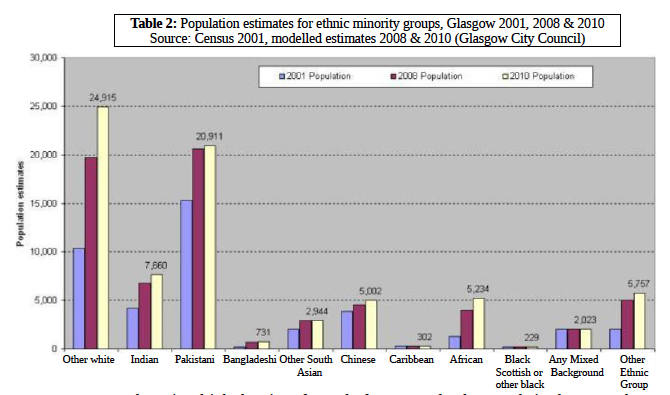 Table 2: Population estimates for ethnic minority groups, Glasgow 2001, 2008 & 2010
Source: Census 2001, modelled estimates 2008 & 2010 (Glasgow City Council)
30,000
2001 Population 2008 Population 2010 Population
24,915
25,000
20,911
20,000
15,000
Population estimates
10,000
7,660
5,002
5,234
5,757
5,000
2,944
2,023
731
302
229
0
Other white Indian Pakistani Bangladeshi Other South Chinese Caribbean African Black Any Mixed Other
Asian Scottish or Background Ethnic
other black Group